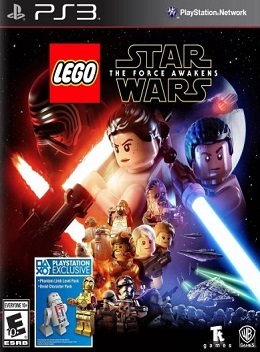 PS3
PlayStation.Network
LEGO
STAR
THE FORCE AWAKENS
WARS
PLAYSTATION
EXCLUSIVE
• Phantom Limb Level Pack
• Droid Character Pack
EVERYONE 10+
E
10+
ESRB
TT
games
WB
GAMES